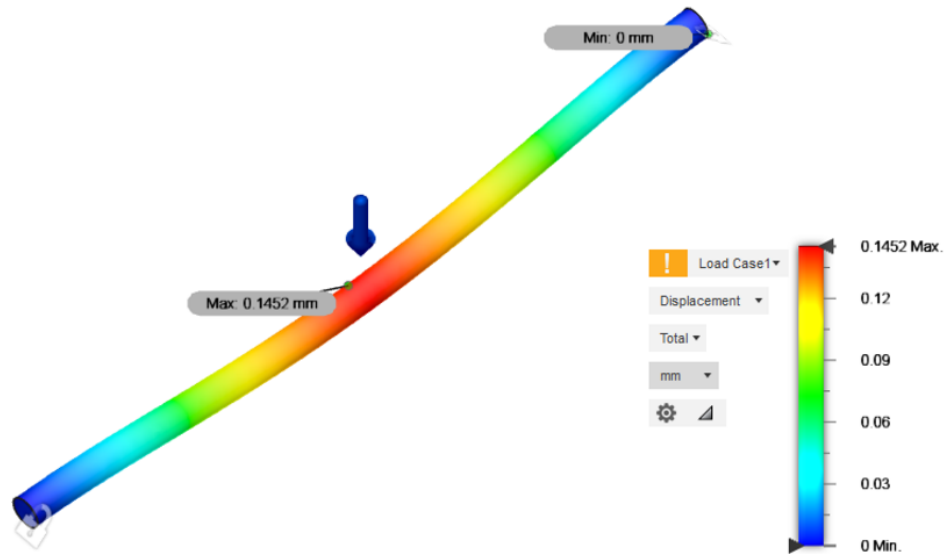 Min: 0 mm
Max: 0.1452 mm
! Load Case1
Displacement
Total
mm
0.1452 Max.
0.12
0.09
0.06
0.03
0 Min.